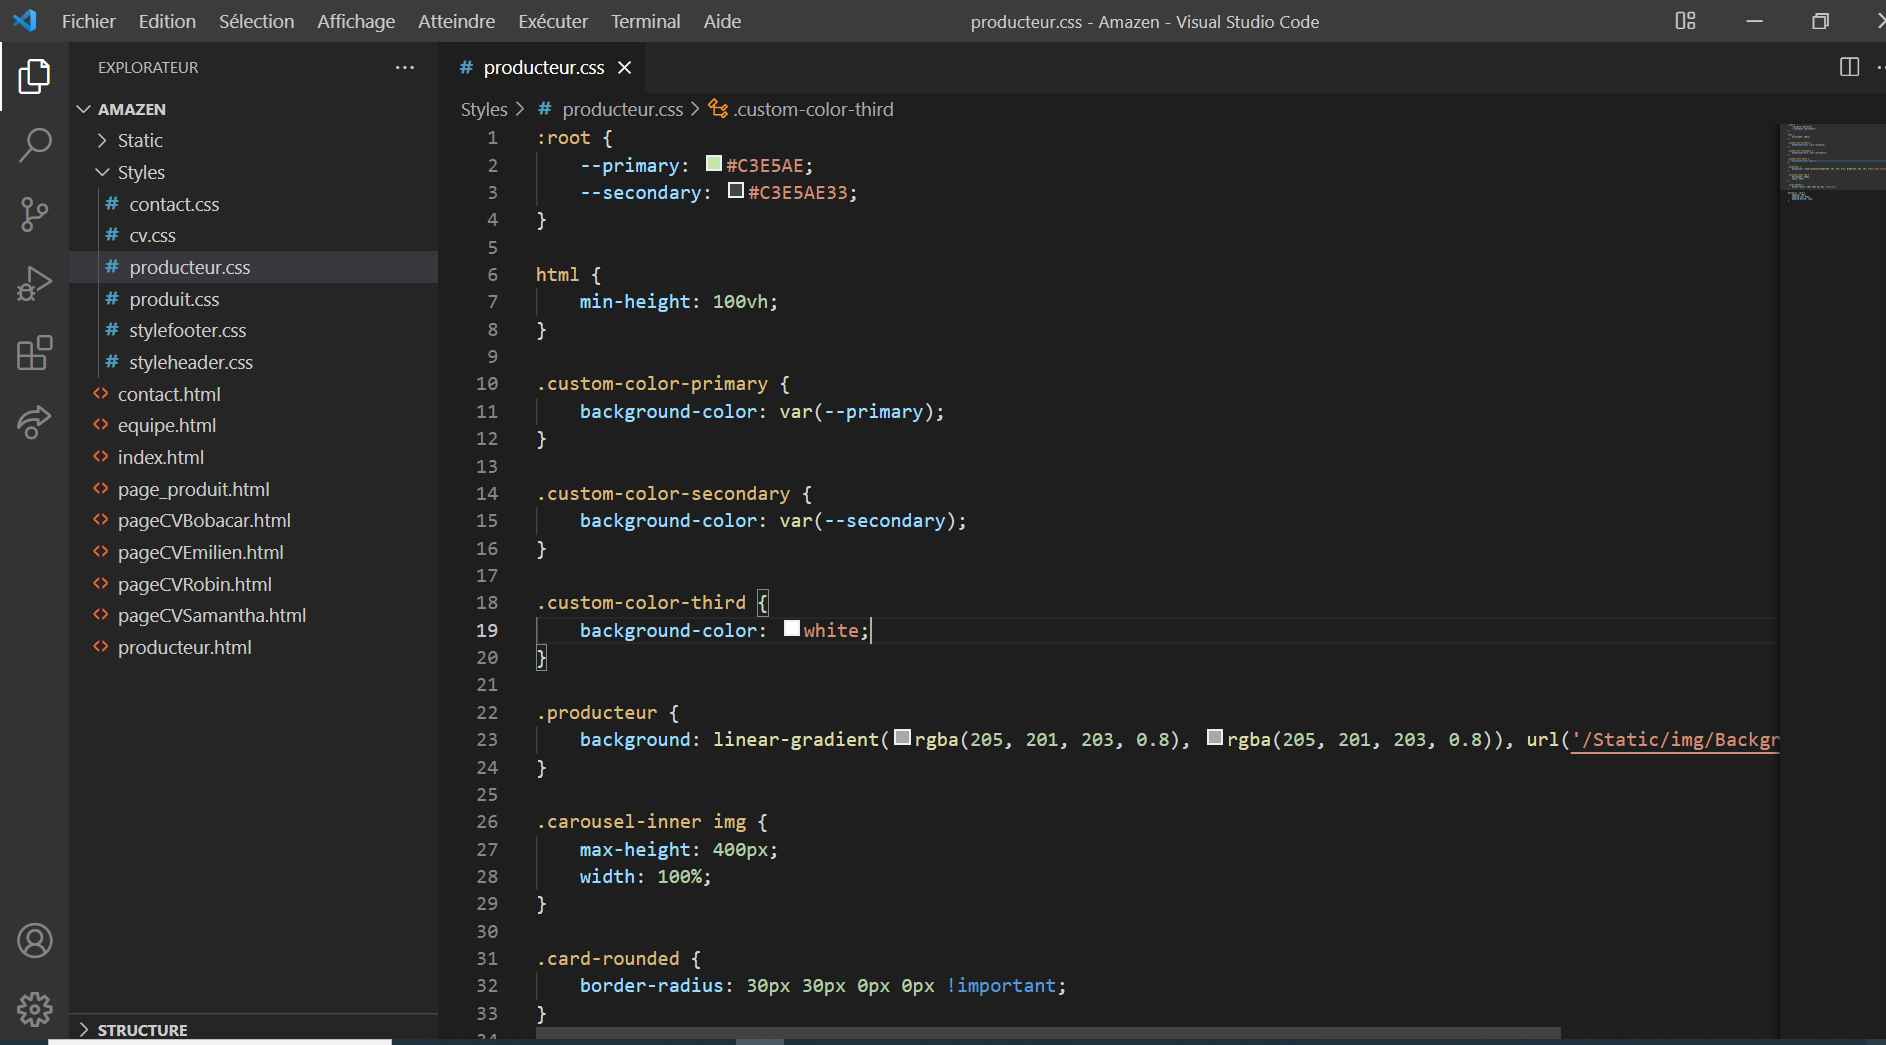 Fichier Edition Sélection Affichage Atteindre Exécuter Terminal Aide
producteur.css - Amazen - Visual Studio Code
EXPLORATEUR
AMAZEN
Static
Styles
# contact.css
# cv.css
# producteur.css
# produit.css
# stylefooter.css
# styleheader.css
<> contact.html
<> equipe.html
<> index.html
<> page_produit.html
<> pageCVBobacar.html
<> pageCVEmilien.html
<> pageCVRobin.html
<> pageCVSamantha.html
<> producteur.html
STRUCTURE
# producteur.css
Styles > # producteur.css > .custom-color-third
1 :root {
2 --primary: #C3E5AE;
3 --secondary: #C3E5AE33;
4 }
5
6 html {
7 min-height: 100vh;
8 }
9
10 .custom-color-primary {
11 background-color: var(--primary);
12 }
13
14 .custom-color-secondary {
15 background-color: var(--secondary);
16 }
17
18 .custom-color-third {
19 background-color: white;
20 }
21
22 .producteur {
23 background: linear-gradient(rgba(205, 201, 203, 0.8), rgba(205, 201, 203, 0.8)), url('/Static/img/Backgr
24 }
25
26 .carousel-inner img {
27 max-height: 400px;
28 width: 100%;
29 }
30
31 .card-rounded {
32 border-radius: 30px 30px 0px 0px !important;
33 }
34